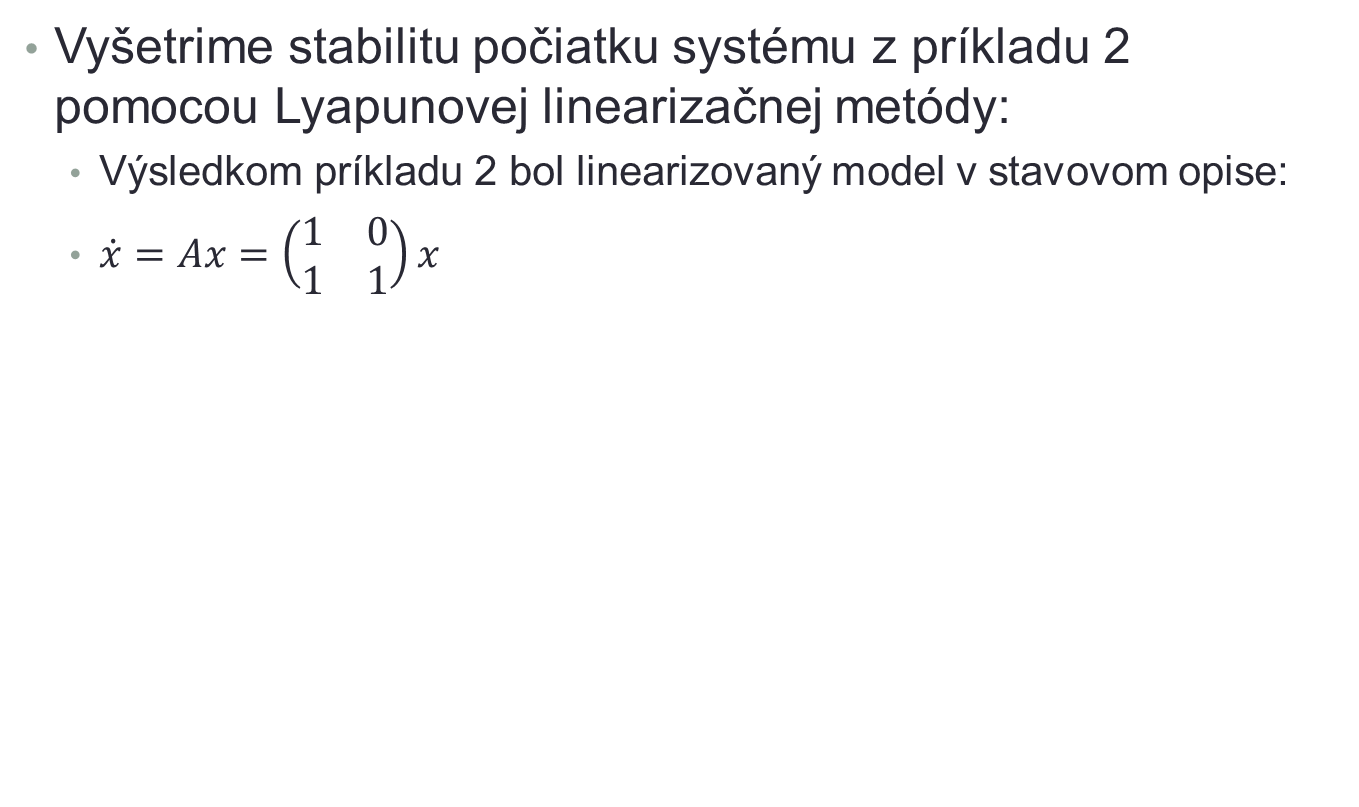 • Vyšetrime stabilitu počiatku systému z príkladu 2
pomocou Lyapunovej linearizačnej metódy:
• Výsledkom príkladu 2 bol linearizovaný model v stavovom opise:
• ẋ = Ax = (1 0
1 1) x